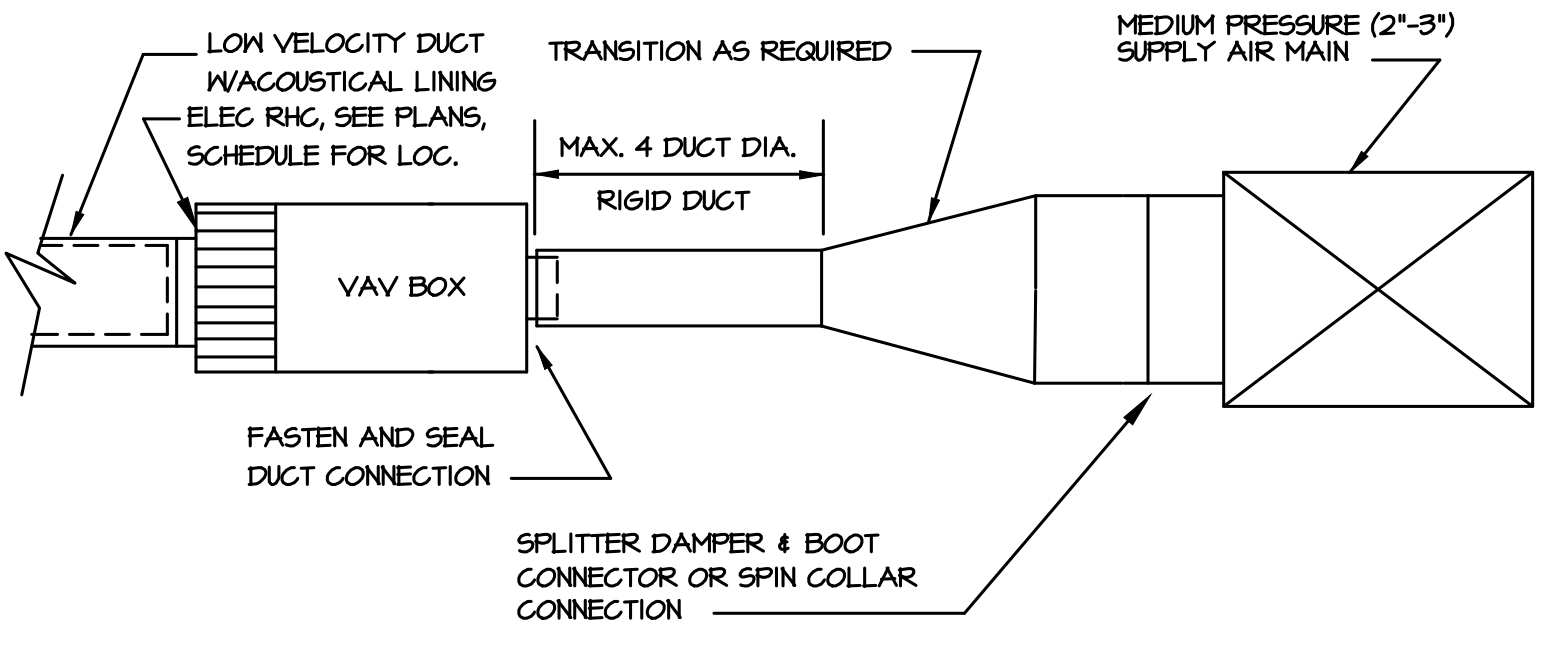 LOW VELOCITY DUCT
W/ACOUSTICAL LINING
ELEC RHC, SEE PLANS,
SCHEDULE FOR LOC.
TRANSITION AS REQUIRED
MEDIUM PRESSURE (2"-3")
SUPPLY AIR MAIN
MAX. 4 DUCT DIA.
RIGID DUCT
VAV BOX
FASTEN AND SEAL
DUCT CONNECTION
SPLITTER DAMPER & BOOT
CONNECTOR OR SPIN COLLAR
CONNECTION